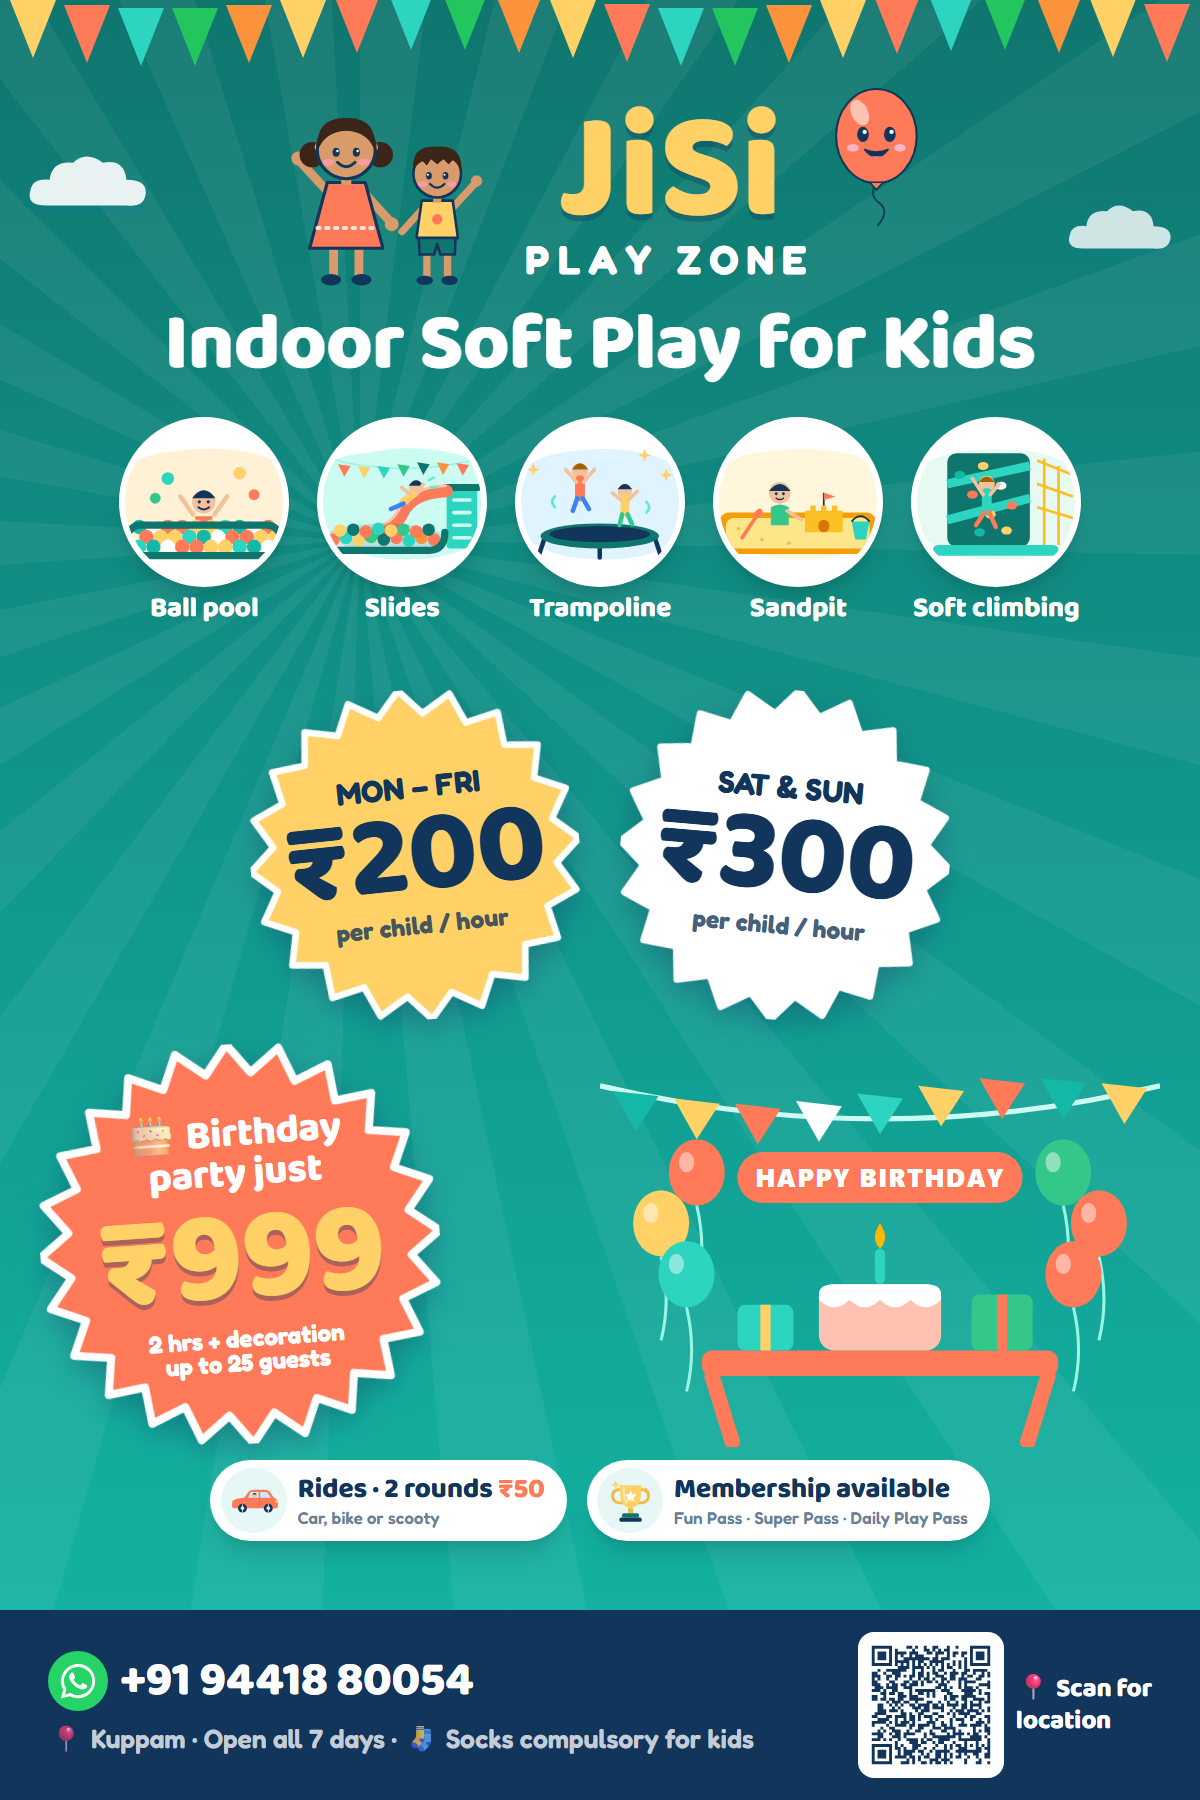 JiSi
PLAY ZONE
Indoor Soft Play for Kids
Ball pool
Slides
Trampoline
Sandpit
Soft climbing
MON – FRI
₹200
per child / hour
SAT & SUN
₹300
per child / hour
🎂 Birthday
party just
₹999
2 hrs + decoration
up to 25 guests
HAPPY BIRTHDAY
Rides · 2 rounds ₹50
Car, bike or scooty
Membership available
Fun Pass · Super Pass · Daily Play Pass
+91 94418 80054
📍 Kuppam · Open all 7 days · 🧦 Socks compulsory for kids
📍 Scan for
location